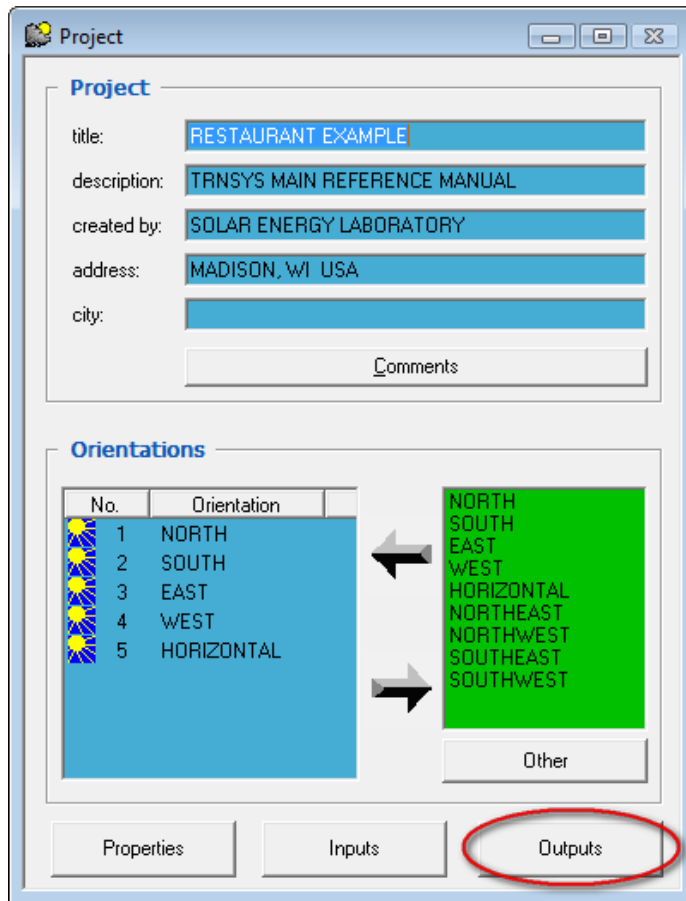 Project
Project
title: RESTAURANT EXAMPLE
description: TRNSYS MAIN REFERENCE MANUAL
created by: SOLAR ENERGY LABORATORY
address: MADISON, WI USA
city:
Comments
Orientations
No. Orientation
1 NORTH
2 SOUTH
3 EAST
4 WEST
5 HORIZONTAL
NORTH
SOUTH
EAST
WEST
HORIZONTAL
NORTHEAST
NORTHWEST
SOUTHEAST
SOUTHWEST
Other
Properties Inputs Outputs